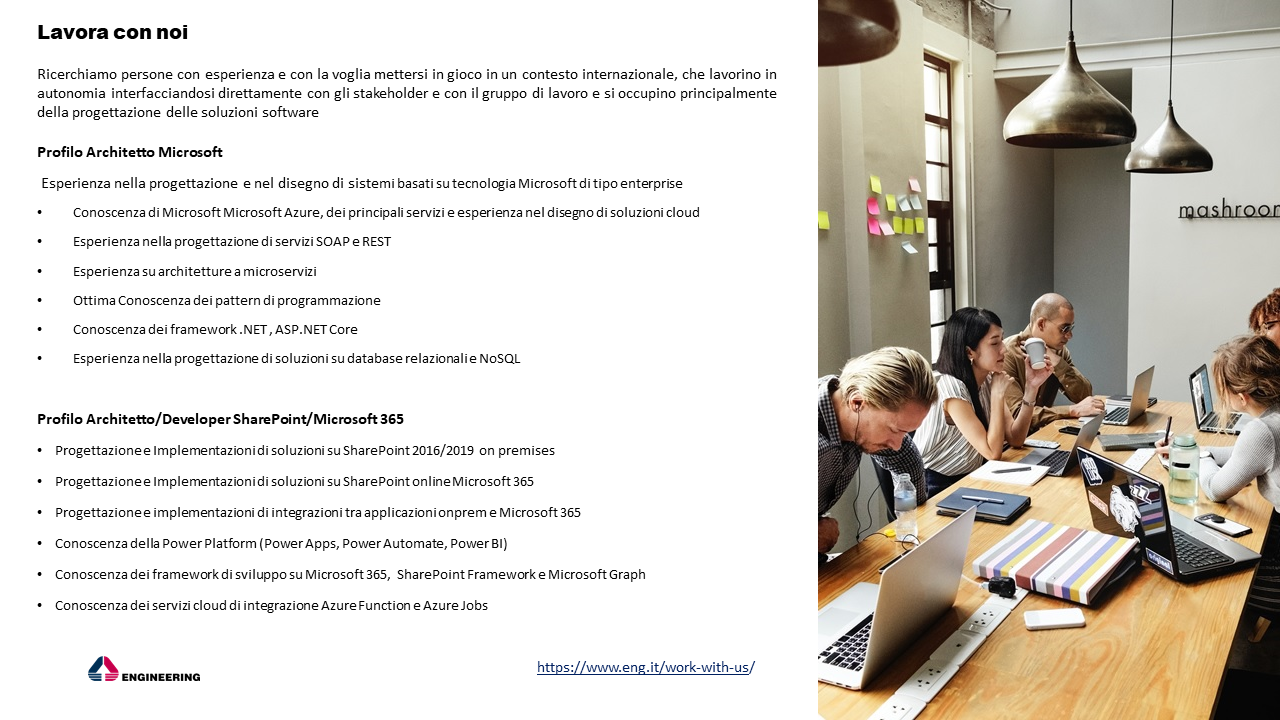 Lavora con noi
Ricerchiamo persone con esperienza e con la voglia mettersi in gioco in un contesto internazionale, che lavorino in
autonomia interfacciandosi direttamente con gli stakeholder e con il gruppo di lavoro e si occupino principalmente
della progettazione delle soluzioni software
Profilo Architetto Microsoft
Esperienza nella progettazione e nel disegno di sistemi basati su tecnologia Microsoft di tipo enterprise
• Conoscenza di Microsoft Microsoft Azure, dei principali servizi e esperienza nel disegno di soluzioni cloud
• Esperienza nella progettazione di servizi SOAP e REST
• Esperienza su architetture a microservizi
• Ottima Conoscenza dei pattern di programmazione
• Conoscenza dei framework .NET , ASP.NET Core
• Esperienza nella progettazione di soluzioni su database relazionali e NoSQL
Profilo Architetto/Developer SharePoint/Microsoft 365
• Progettazione e Implementazioni di soluzioni su SharePoint 2016/2019 on premises
• Progettazione e Implementazioni di soluzioni su SharePoint online Microsoft 365
• Progettazione e implementazioni di integrazioni tra applicazioni onprem e Microsoft 365
• Conoscenza della Power Platform (Power Apps, Power Automate, Power BI)
• Conoscenza dei framework di sviluppo su Microsoft 365, SharePoint Framework e Microsoft Graph
• Conoscenza dei servizi cloud di integrazione Azure Function e Azure Jobs
ENGINEERING
https://www.eng.it/work-with-us/
mashroor